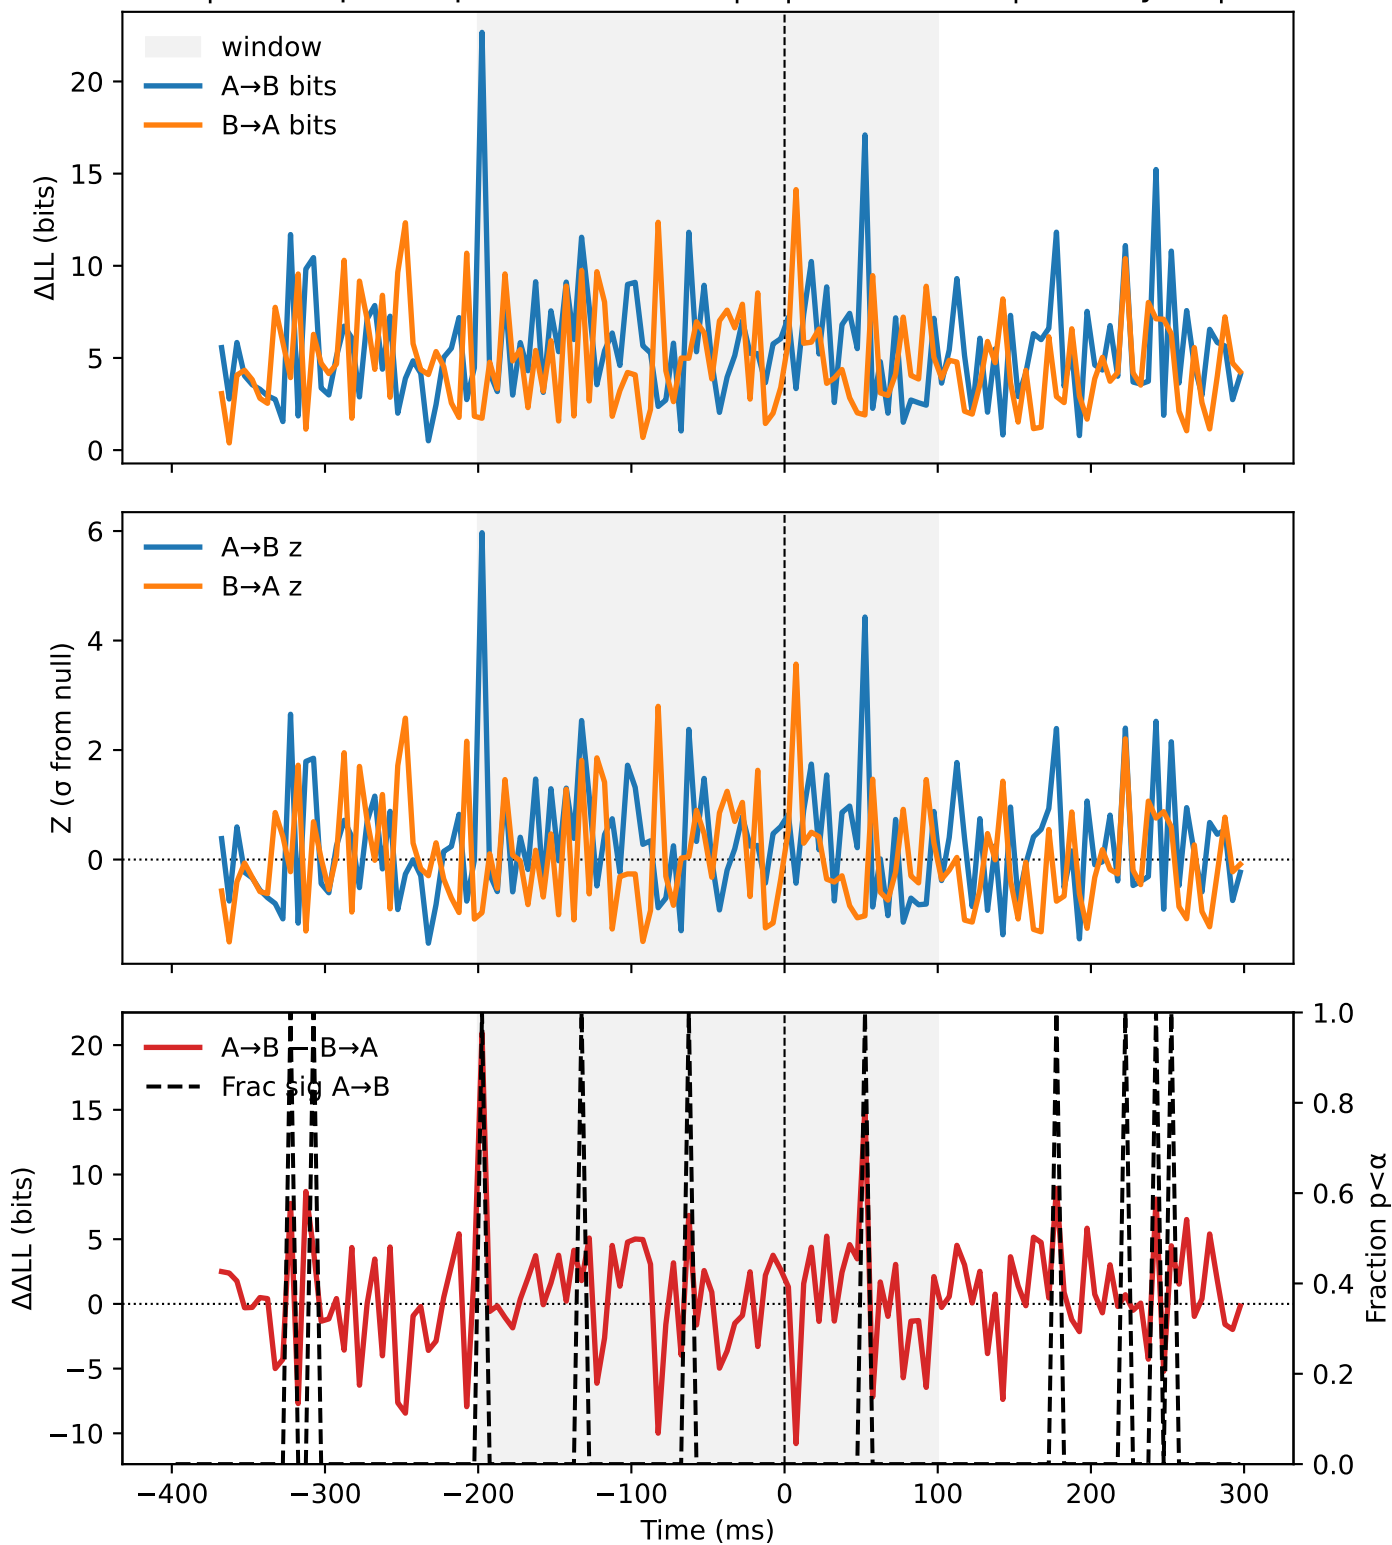 window
A→B bits
B→A bits
ΔLL (bits)
20
15
10
5
0
A→B z
B→A z
Z (σ from null)
6
4
2
0
A→B − B→A
Frac sig A→B
ΔΔLL (bits)
20
15
10
5
0
−5
−10
1.0
0.8
0.6
0.4
0.2
0.0
Fraction p<α
−400 −300 −200 −100 0 100 200 300
Time (ms)